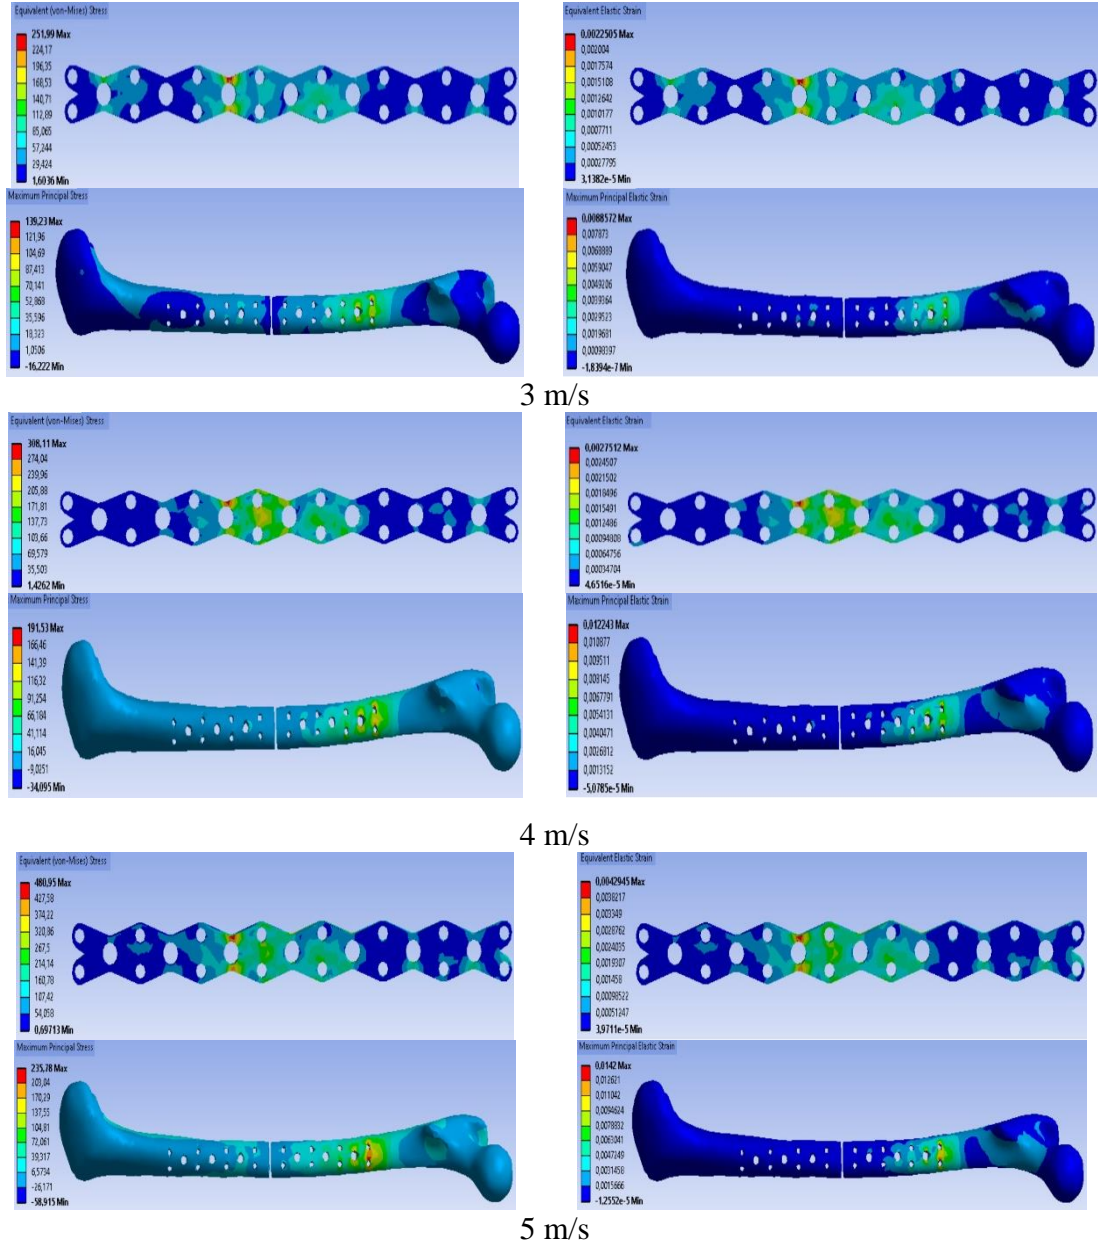 Equivalent (von-Mises) Stress
251,99 Max
224,17
196,35
168,53
140,71
112,89
85,065
57,244
29,424
1,6036 Min
Equivalent Elastic Strain
0,0022505 Max
0,002004
0,0017574
0,0015108
0,0012642
0,0010177
0,0007711
0,00052453
0,00027795
3,1382e-5 Min
Maximum Principal Stress
139,23 Max
121,96
104,69
87,413
70,141
52,868
35,596
18,323
1,0506
-16,222 Min
Maximum Principal Elastic Strain
0,0088572 Max
0,007873
0,0068889
0,0059047
0,0049206
0,0039364
0,0029523
0,0019681
0,00098397
-1,8394e-7 Min
3 m/s
Equivalent (von-Mises) Stress
308,11 Max
274,04
239,96
205,88
171,81
137,73
103,66
69,579
35,503
1,4262 Min
Equivalent Elastic Strain
0,0027512 Max
0,0024507
0,0021502
0,0018496
0,0015491
0,0012486
0,00094808
0,00064756
0,00034704
4,6516e-5 Min
Maximum Principal Stress
191,53 Max
166,46
141,39
116,32
91,254
66,184
41,114
16,045
-9,0251
-34,095 Min
Maximum Principal Elastic Strain
0,012243 Max
0,010877
0,009511
0,008145
0,0067791
0,0054131
0,0040471
0,0026812
0,0013152
-5,0785e-5 Min
4 m/s
Equivalent (von-Mises) Stress
480,95 Max
427,58
374,22
320,86
267,5
214,14
160,78
107,42
54,058
0,69713 Min
Equivalent Elastic Strain
0,0042945 Max
0,0038217
0,003349
0,0028762
0,0024035
0,0019307
0,001458
0,00098522
0,00051247
3,9711e-5 Min
Maximum Principal Stress
235,78 Max
203,04
170,29
137,55
104,81
72,061
39,317
6,5734
-26,171
-58,915 Min
Maximum Principal Elastic Strain
0,0142 Max
0,012621
0,011042
0,0094624
0,0078832
0,0063041
0,0047249
0,0031458
0,0015666
-1,2552e-5 Min
5 m/s